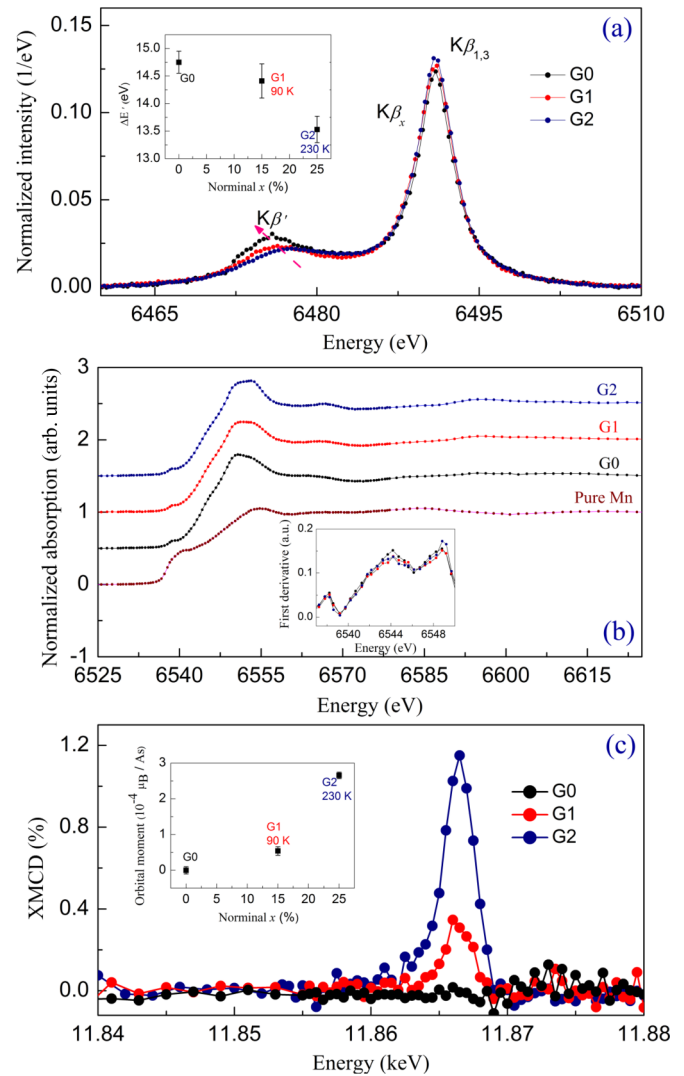 (a)
Normalized intensity (1/eV)
0.15
0.10
0.05
0.00
Kβ1,3
Kβx
Kβ'
G0
G1
G2
ΔE ' (eV)
15.0
14.5
14.0
13.5
13.0
G0
G1
90 K
G2
230 K
0 5 10 15 20 25
Norminal x (%)
6465 6480 6495 6510
Energy (eV)
(b)
Normalized absorption (arb. units)
3
2
1
0
-1
G2
G1
G0
Pure Mn
First derivative (a.u.)
0.2
0.1
0.0
6540 6544 6548
Energy (eV)
6525 6540 6555 6570 6585 6600 6615
Energy (eV)
(c)
XMCD (%)
1.2
0.8
0.4
0.0
G0
G1
G2
Orbital moment (10⁻⁴ μB / As)
3
2
1
0
G0
G1
90 K
G2
230 K
0 5 10 15 20 25
Norminal x (%)
11.84 11.85 11.86 11.87 11.88
Energy (keV)